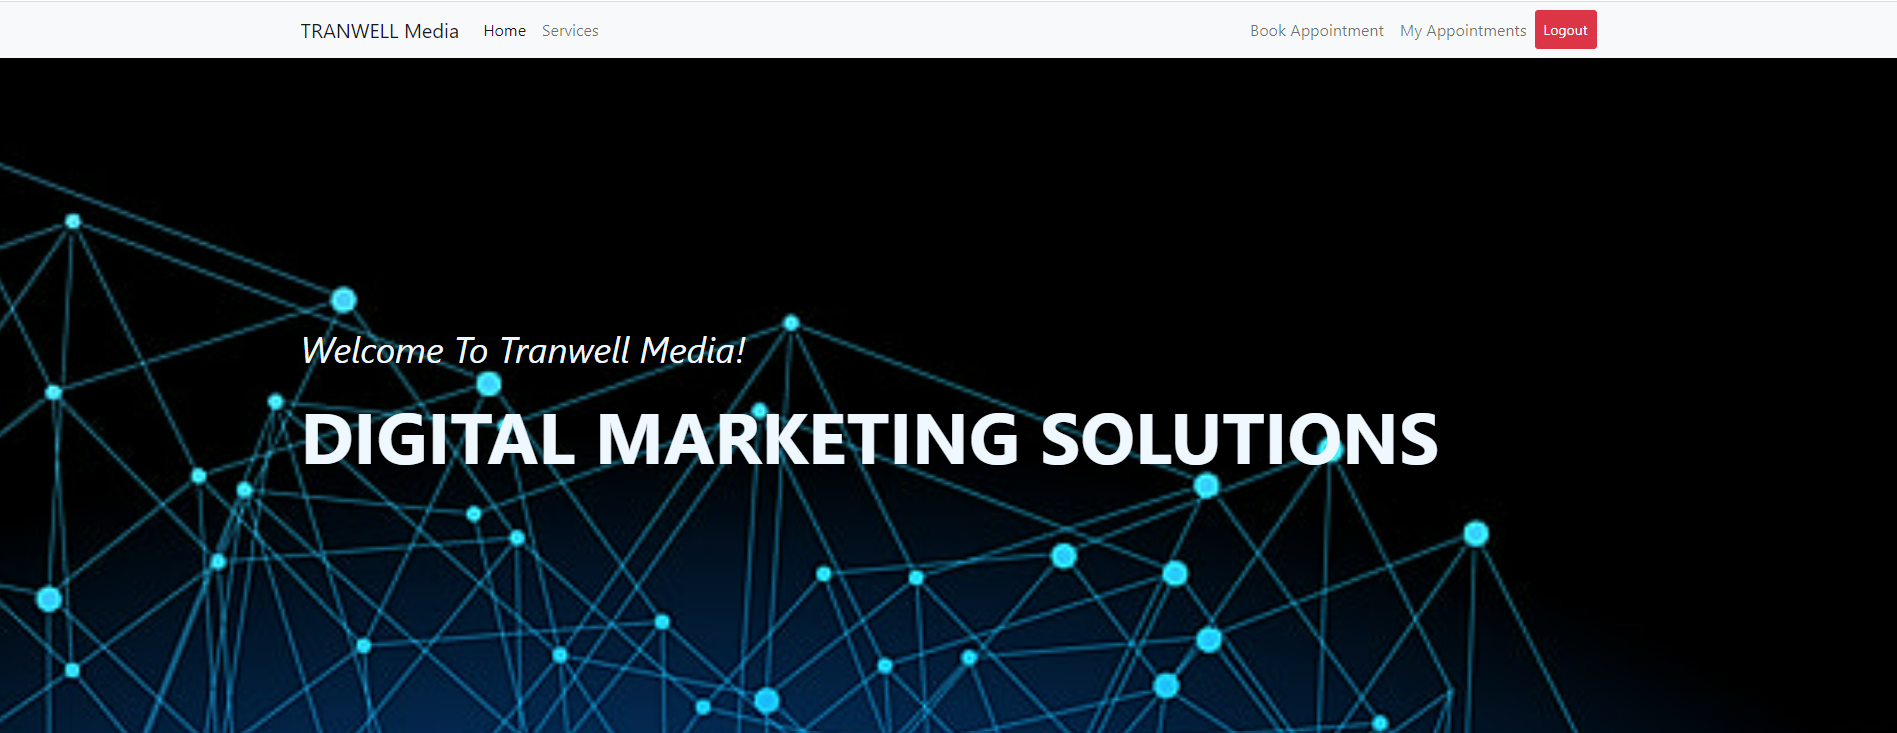 TRANWELL Media Home Services Book Appointment My Appointments Logout
Welcome To Tranwell Media!
DIGITAL MARKETING SOLUTIONS